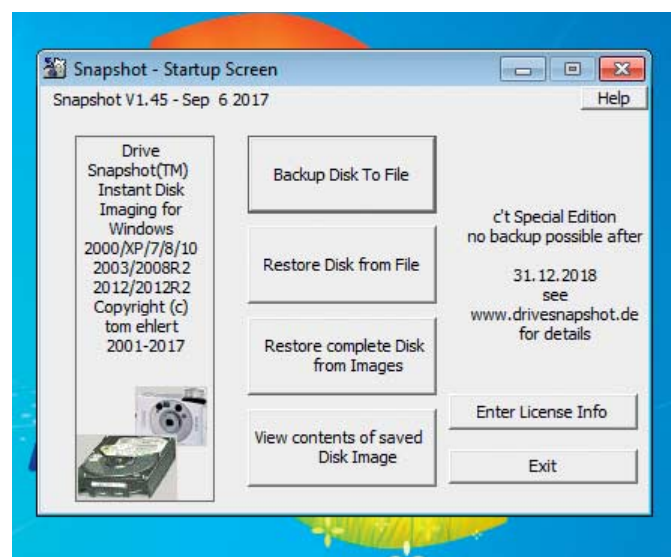 Snapshot - Startup Screen
Snapshot V1.45 - Sep 6 2017
Help
Drive
Snapshot(TM)
Instant Disk
Imaging for
Windows
2000/XP/7/8/10
2003/2008R2
2012/2012R2
Copyright (c)
tom ehlert
2001-2017
Backup Disk To File
Restore Disk from File
Restore complete Disk
from Images
View contents of saved
Disk Image
c't Special Edition
no backup possible after
31.12.2018
see
www.drivesnapshot.de
for details
Enter License Info
Exit